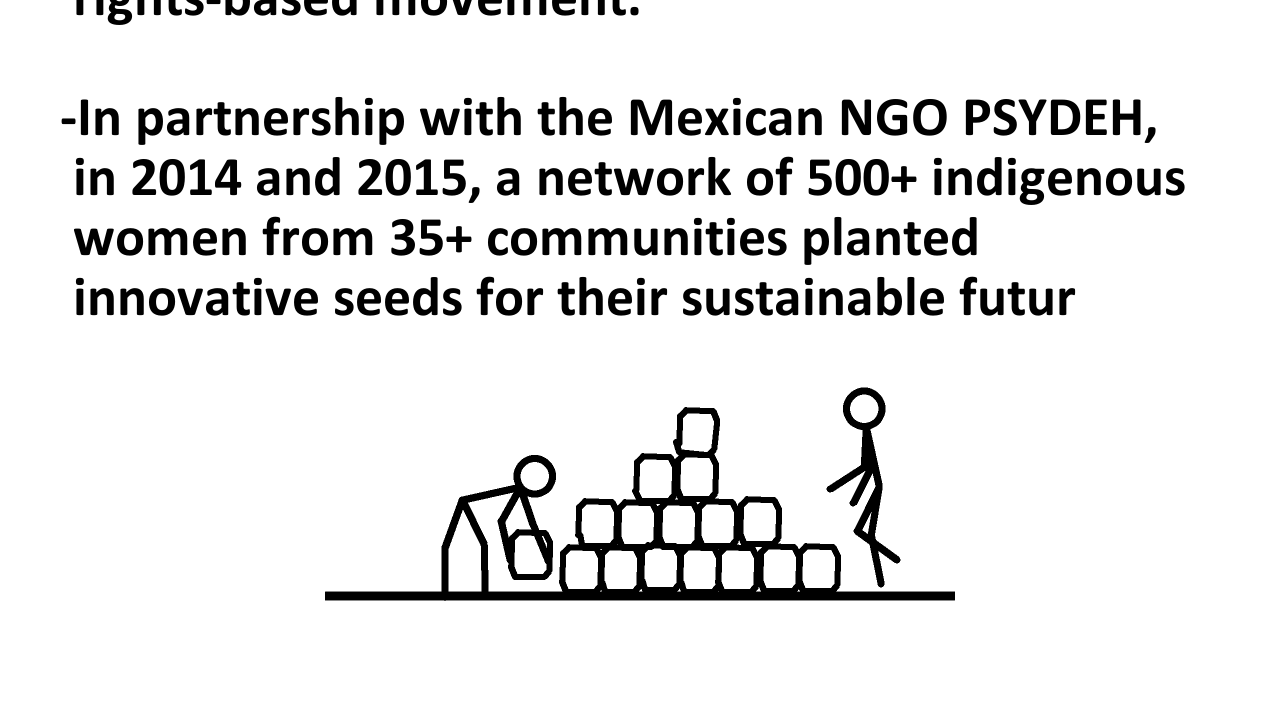 rights-based movement.
-In partnership with the Mexican NGO PSYDEH,
in 2014 and 2015, a network of 500+ indigenous
women from 35+ communities planted
innovative seeds for their sustainable futur